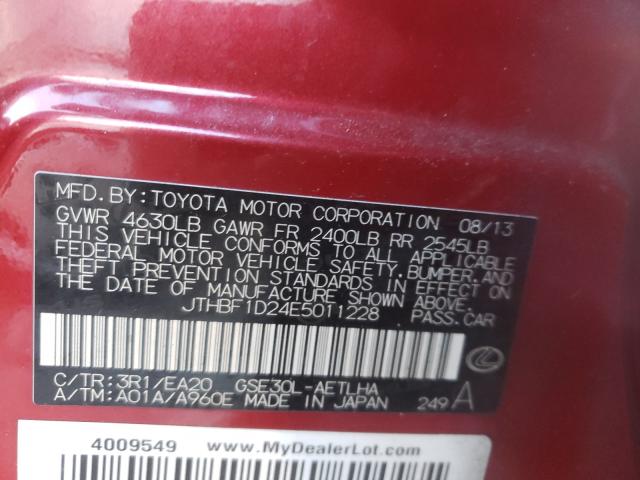 MFD.BY:TOYOTA MOTOR CORPORATION 08/13
GVWR 4630LB GAWR FR 2400LB RR 2545LB
THIS VEHICLE CONFORMS TO ALL APPLICABLE
FEDERAL MOTOR VEHICLE SAFETY,BUMPER,AND
THEFT PREVENTION STANDARDS IN EFFECT ON
THE DATE OF MANUFACTURE SHOWN ABOVE.
JTHBF1D24E5011228 PASS.CAR
C/TR:3R1/EA20 GSE30L-AETLHA
A/TM:A01A/A960E MADE IN JAPAN 249 A
4009549 www.MyDealerLot.com